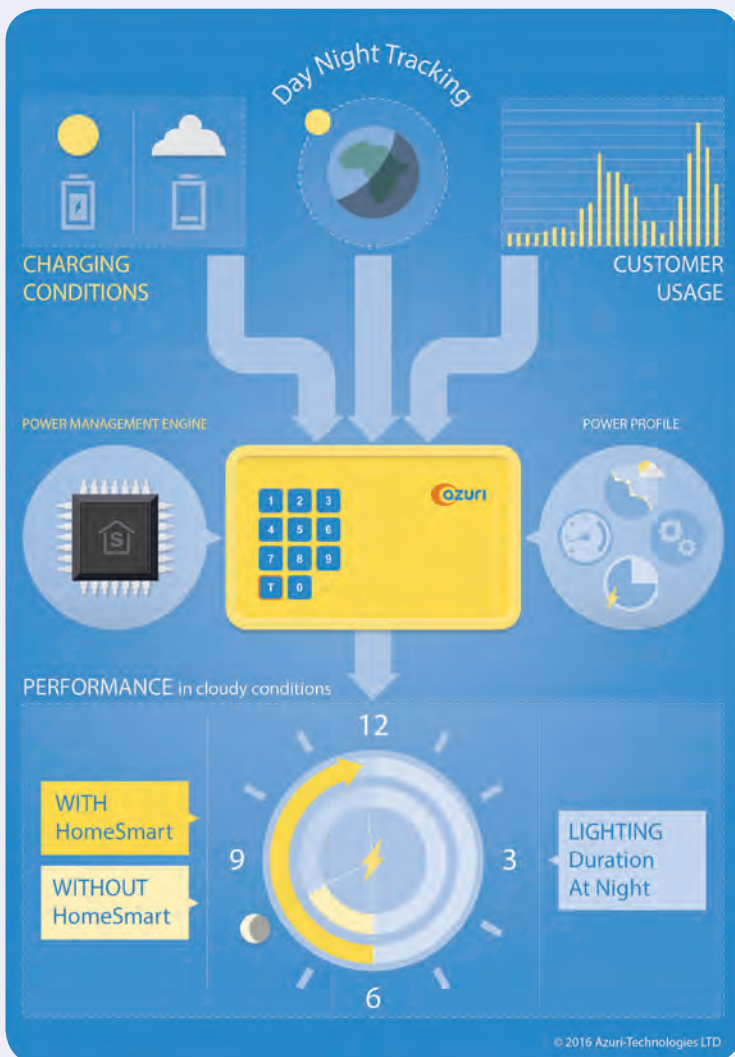 Day Night Tracking
CHARGING
CONDITIONS
CUSTOMER
USAGE
POWER MANAGEMENT ENGINE
POWER PROFILE
S
1 2 3
4 5 6
7 8 9
T 0
azuri
PERFORMANCE in cloudy conditions
12
WITH
HomeSmart
WITHOUT
HomeSmart
9
3
LIGHTING
Duration
At Night
6
© 2016 Azuri-Technologies LTD